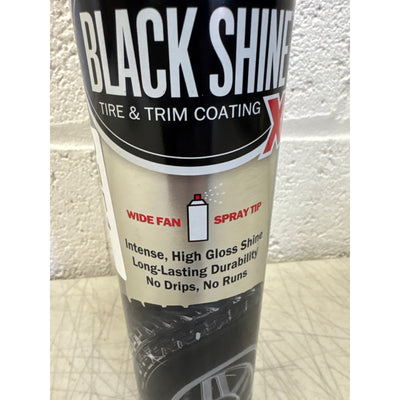 BLACK SHINE
X
TIRE & TRIM COATING
WIDE FAN SPRAY TIP
Intense, High Gloss Shine
Long-Lasting Durability
No Drips, No Runs